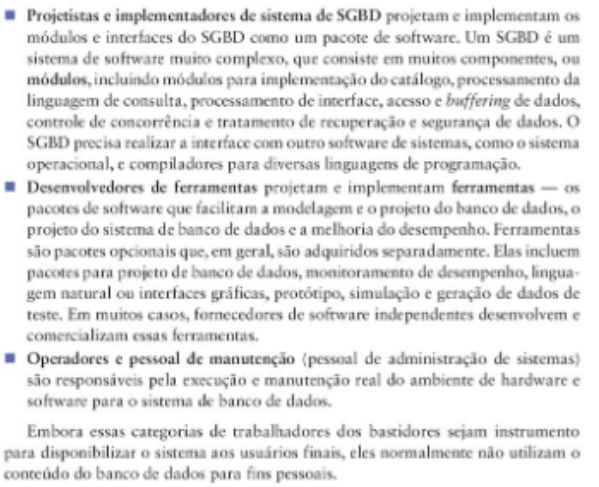 ■ Projetistas e implementadores de sistema de SGBD projetam e implementam os
módulos e interfaces do SGBD como um pacote de software. Um SGBD é um
sistema de software muito complexo, que consiste em muitos componentes, ou
módulos, incluindo módulos para implementação do catálogo, processamento da
linguagem de consulta, processamento de interface, acesso e buffering de dados,
controle de concorrência e tratamento de recuperação e segurança de dados. O
SGBD precisa realizar a interface com outro software de sistemas, como o sistema
operacional, e compiladores para diversas linguagens de programação.
■ Desenvolvedores de ferramentas projetam e implementam ferramentas — os
pacotes de software que facilitam a modelagem e o projeto do banco de dados, o
projeto do sistema de banco de dados e a melhoria do desempenho. Ferramentas
são pacotes opcionais que, em geral, são adquiridos separadamente. Elas incluem
pacotes para projeto de banco de dados, monitoramento de desempenho, lingua-
gem natural ou interfaces gráficas, protótipo, simulação e geração de dados de
teste. Em muitos casos, fornecedores de software independentes desenvolvem e
comercializam essas ferramentas.
■ Operadores e pessoal de manutenção (pessoal de administração de sistemas)
são responsáveis pela execução e manutenção real do ambiente de hardware e
software para o sistema de banco de dados.
Embora essas categorias de trabalhadores dos bastidores sejam instrumento
para disponibilizar o sistema aos usuários finais, eles normalmente não utilizam o
conteúdo do banco de dados para fins pessoais.